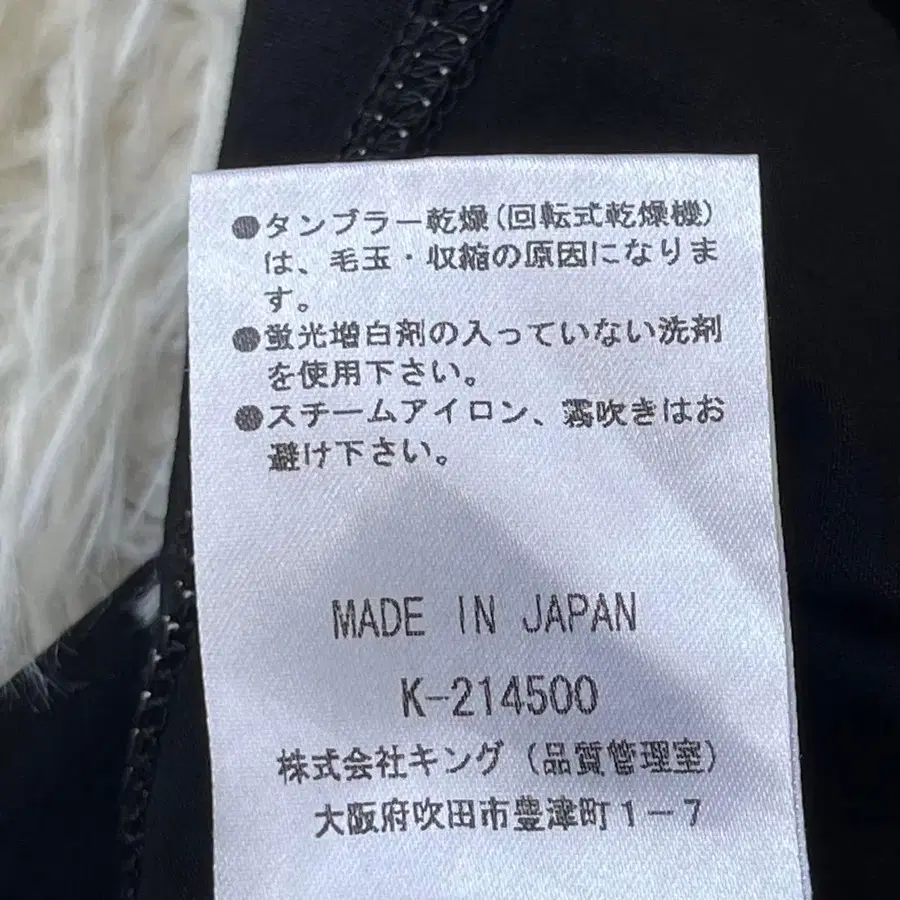 ●タンブラー乾燥(回転式乾燥機)
は、毛玉・収縮の原因になりま
す。
●蛍光増白剤の入っていない洗剤
を使用下さい。
●スチームアイロン、霧吹きはお
避け下さい。
MADE IN JAPAN
K-214500
株式会社キング(品質管理室)
大阪府吹田市豊津町1-7